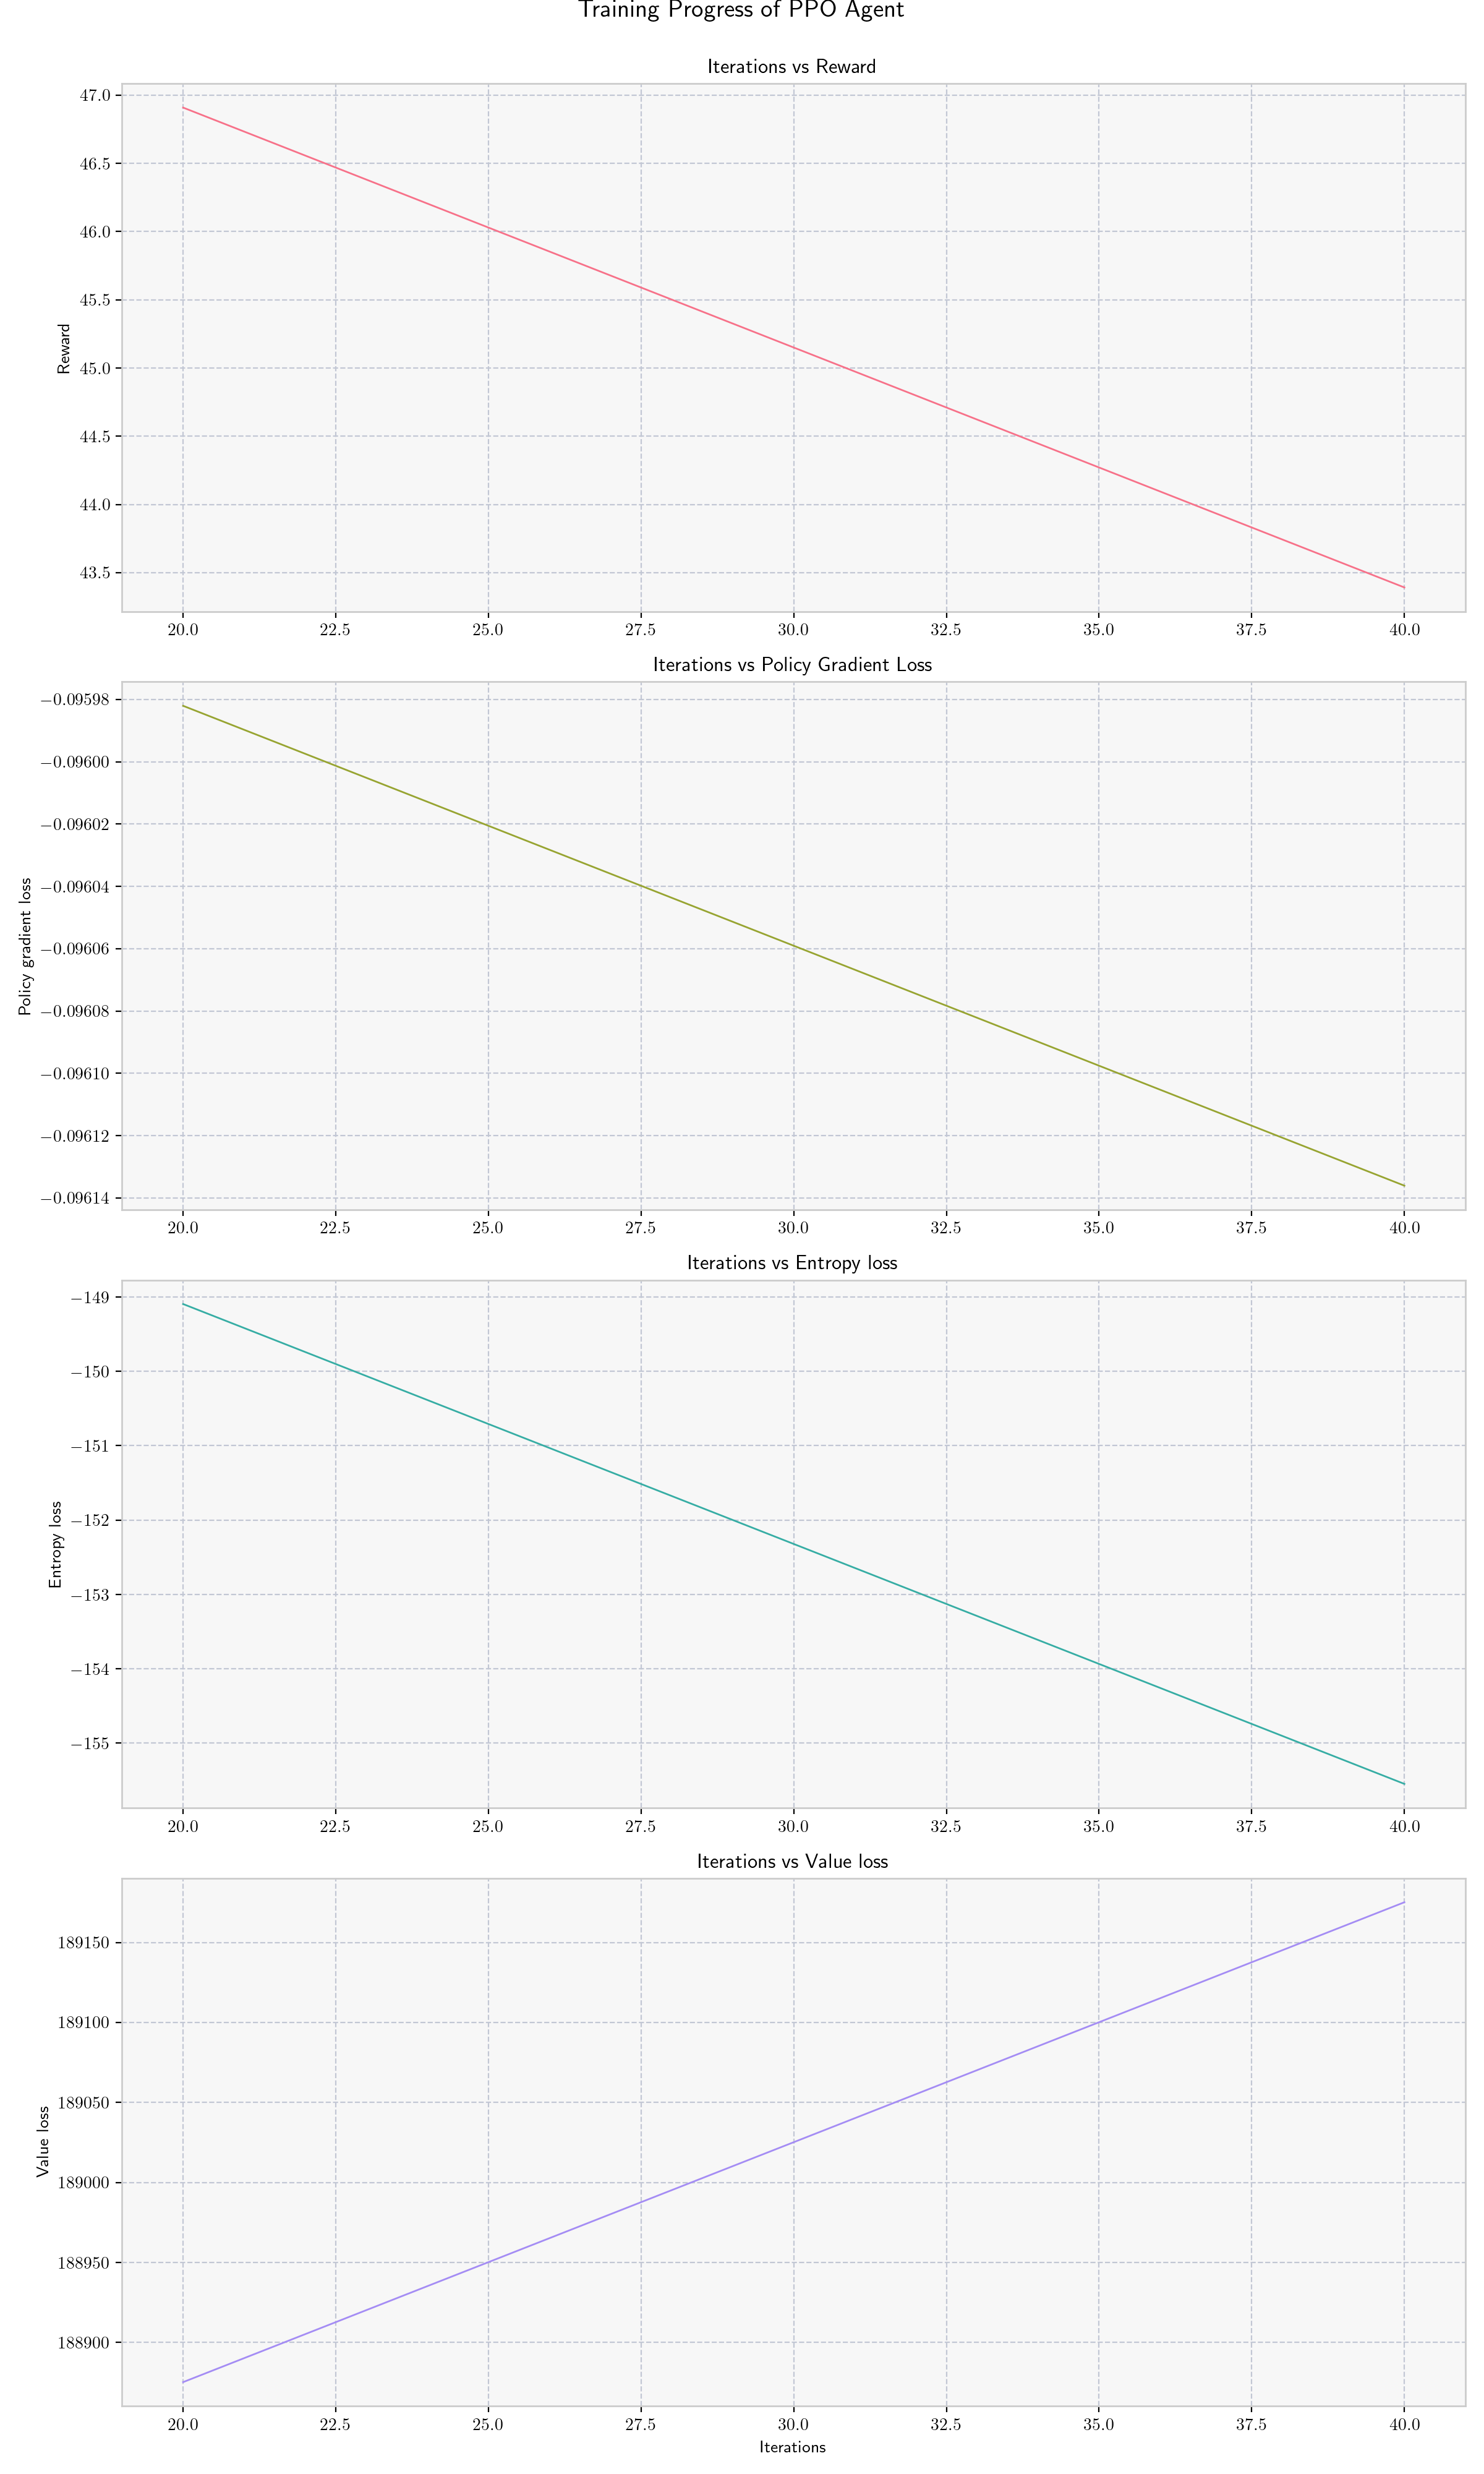 Training Progress of PPO Agent
Iterations vs Reward
47.0
46.5
46.0
45.5
45.0
44.5
44.0
43.5
Reward
20.0 22.5 25.0 27.5 30.0 32.5 35.0 37.5 40.0
Iterations vs Policy Gradient Loss
−0.09598
−0.09600
−0.09602
−0.09604
−0.09606
−0.09608
−0.09610
−0.09612
−0.09614
Policy gradient loss
20.0 22.5 25.0 27.5 30.0 32.5 35.0 37.5 40.0
Iterations vs Entropy loss
−149
−150
−151
−152
−153
−154
−155
Entropy loss
20.0 22.5 25.0 27.5 30.0 32.5 35.0 37.5 40.0
Iterations vs Value loss
189150
189100
189050
189000
188950
188900
Value loss
20.0 22.5 25.0 27.5 30.0 32.5 35.0 37.5 40.0
Iterations